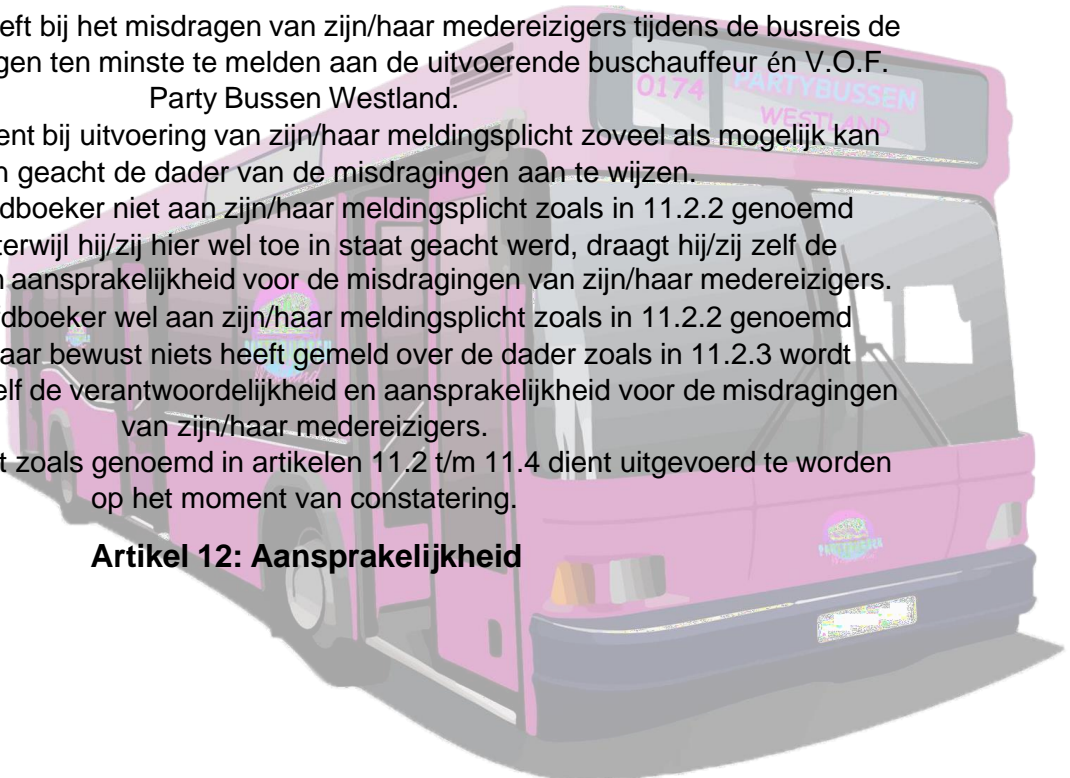 eft bij het misdragen van zijn/haar medereizigers tijdens de busreis de
gen ten minste te melden aan de uitvoerende buschauffeur én V.O.F.
Party Bussen Westland.
ent bij uitvoering van zijn/haar meldingsplicht zoveel als mogelijk kan
n geacht de dader van de misdragingen aan te wijzen.
dboeker niet aan zijn/haar meldingsplicht zoals in 11.2.2 genoemd
terwijl hij/zij hier wel toe in staat geacht werd, draagt hij/zij zelf de
n aansprakelijkheid voor de misdragingen van zijn/haar medereizigers.
dboeker wel aan zijn/haar meldingsplicht zoals in 11.2.2 genoemd
aar bewust niets heeft gemeld over de dader zoals in 11.2.3 wordt
elf de verantwoordelijkheid en aansprakelijkheid voor de misdragingen
van zijn/haar medereizigers.
t zoals genoemd in artikelen 11.2 t/m 11.4 dient uitgevoerd te worden
op het moment van constatering.
Artikel 12: Aansprakelijkheid
0174 PARTYBUSSEN
WESTLAND
PARTYBUSSEN